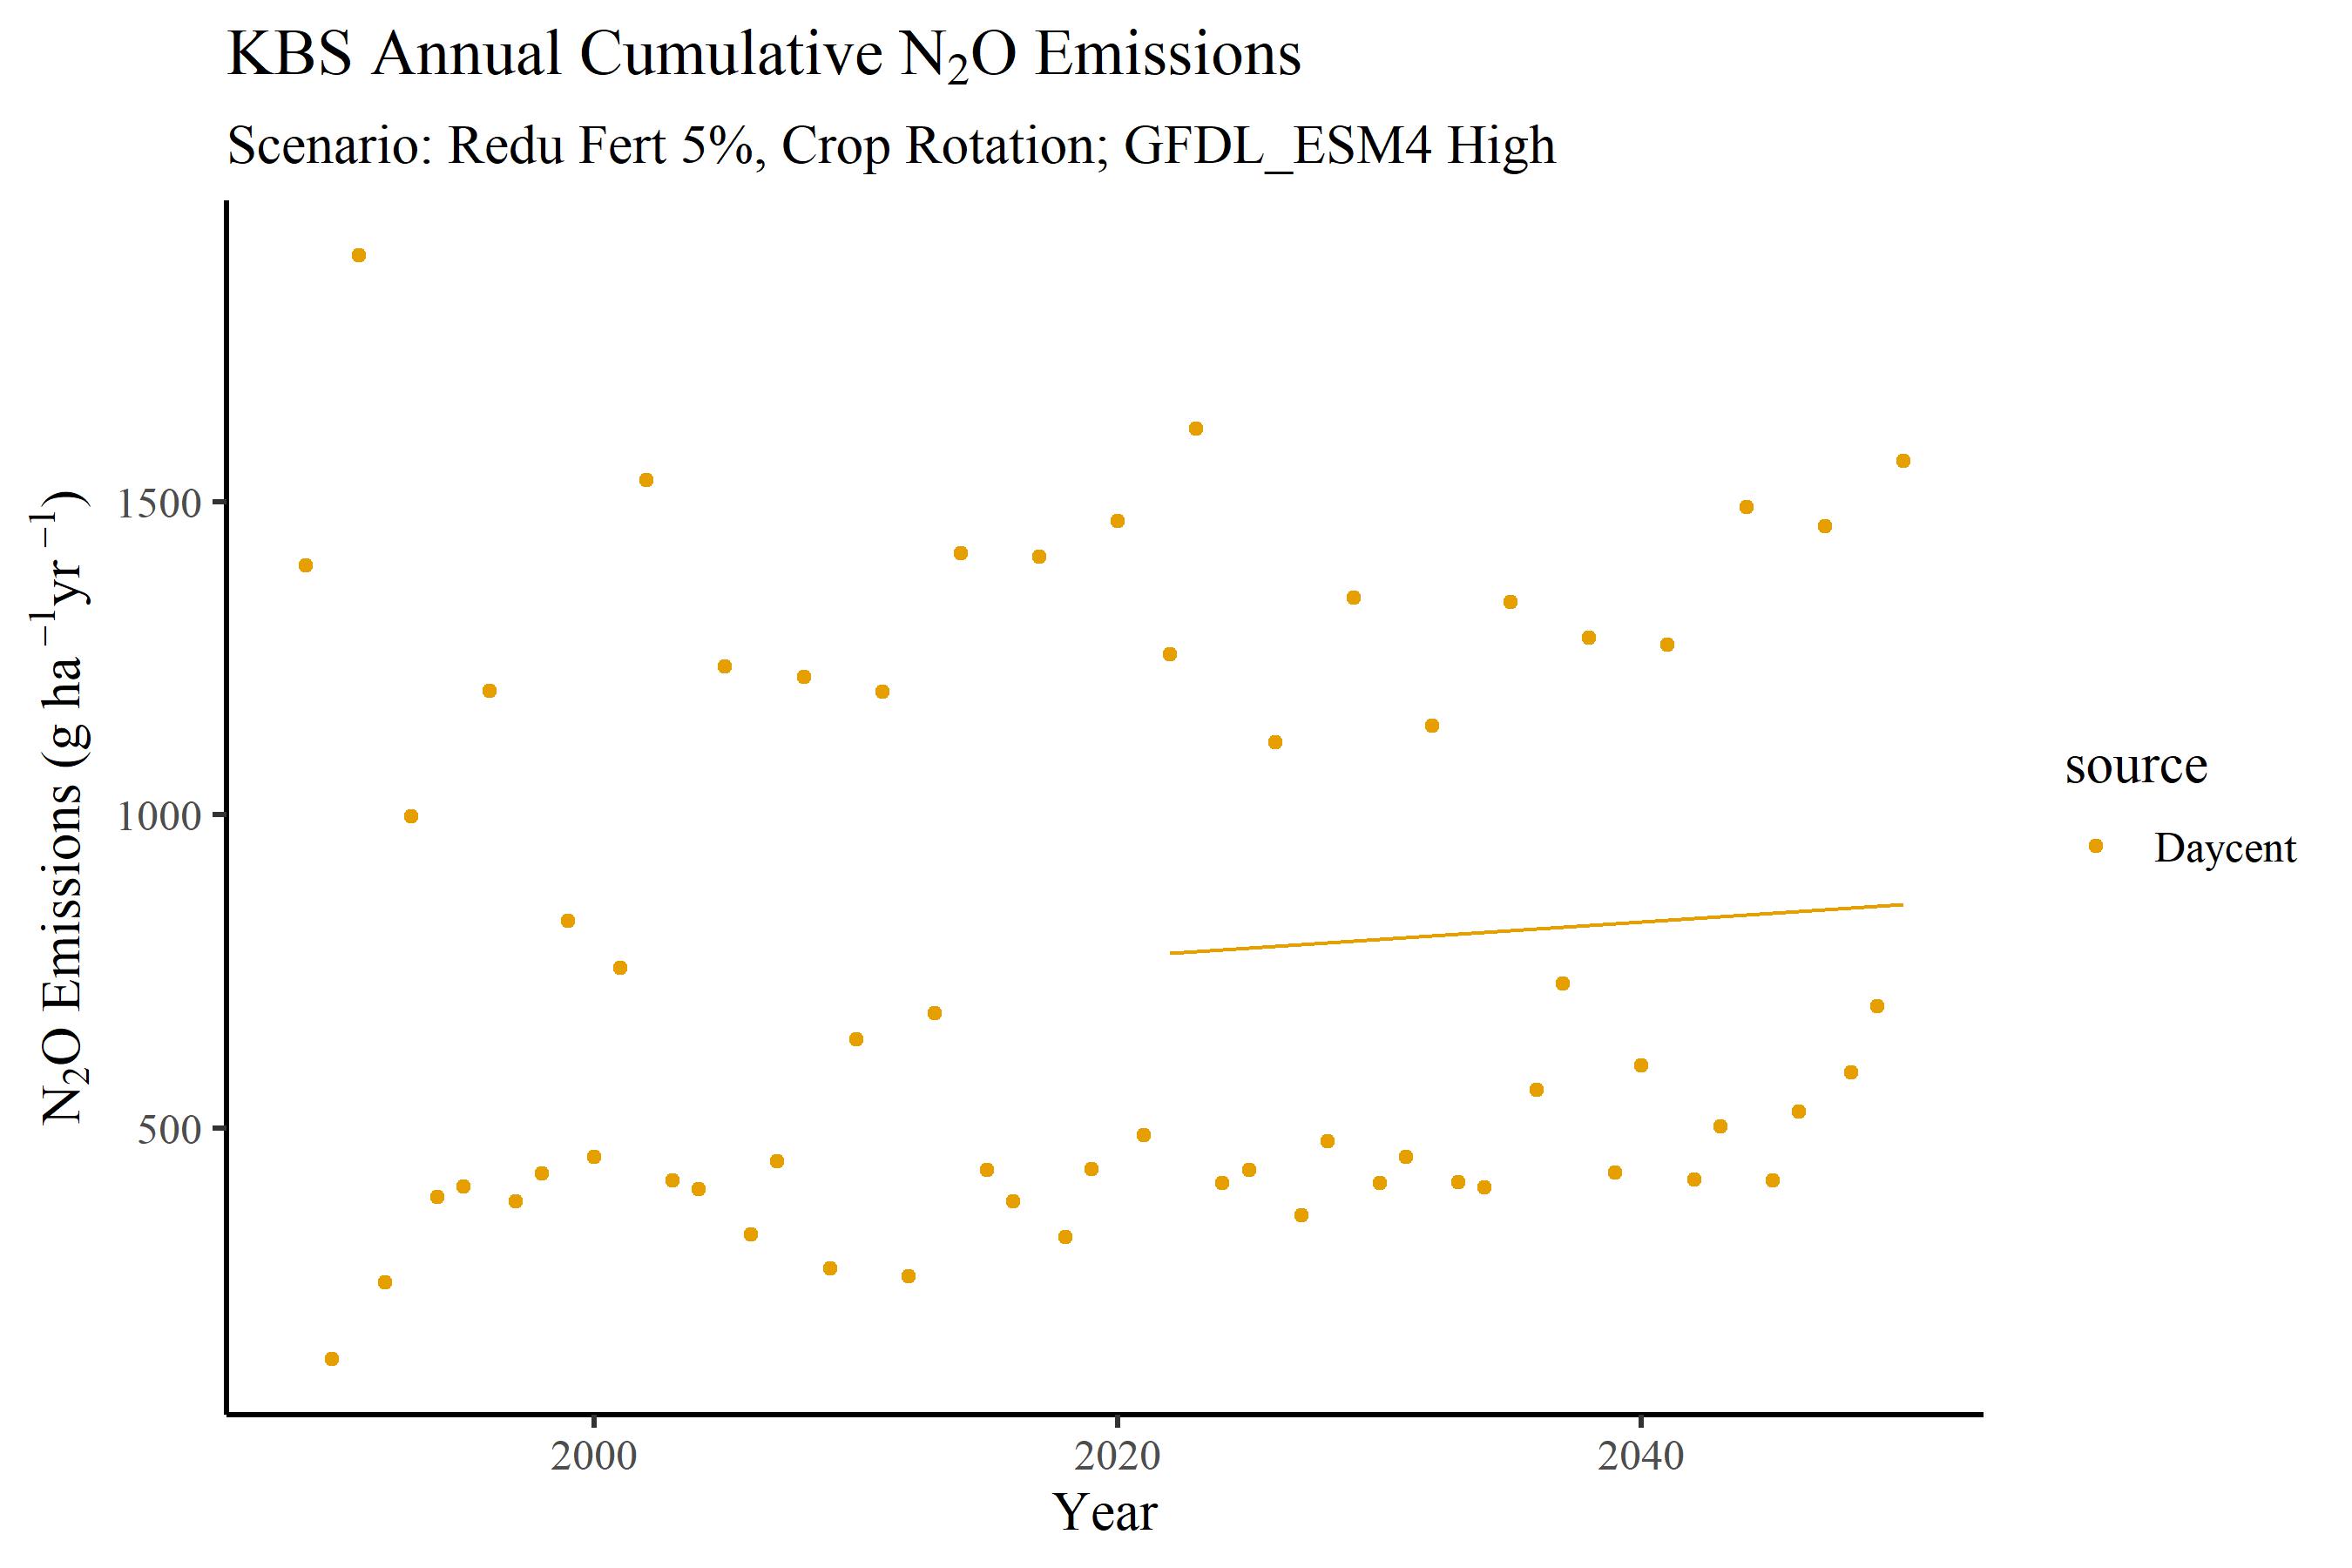 KBS Annual Cumulative N₂O Emissions
Scenario: Redu Fert 5%, Crop Rotation; GFDL_ESM4 High
N₂O Emissions (g ha ⁻¹yr ⁻¹)
1500
1000
500
2000
2020
2040
Year
source
Daycent